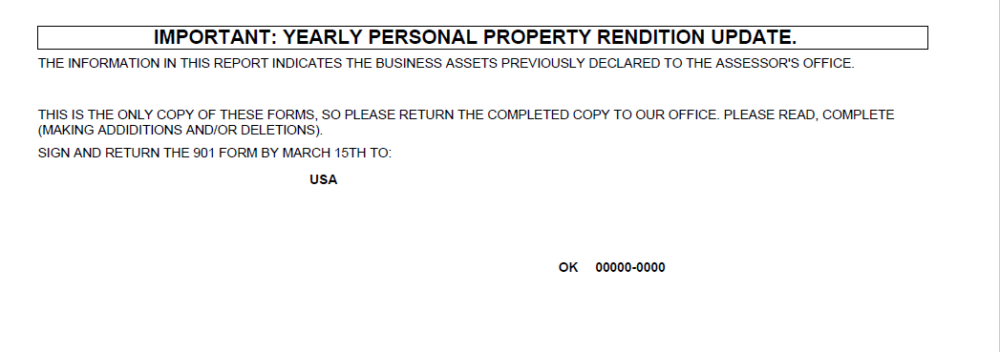 IMPORTANT: YEARLY PERSONAL PROPERTY RENDITION UPDATE.
THE INFORMATION IN THIS REPORT INDICATES THE BUSINESS ASSETS PREVIOUSLY DECLARED TO THE ASSESSOR'S OFFICE.
THIS IS THE ONLY COPY OF THESE FORMS, SO PLEASE RETURN THE COMPLETED COPY TO OUR OFFICE. PLEASE READ, COMPLETE
(MAKING ADDIDITIONS AND/OR DELETIONS).
SIGN AND RETURN THE 901 FORM BY MARCH 15TH TO:
USA
OK 00000-0000